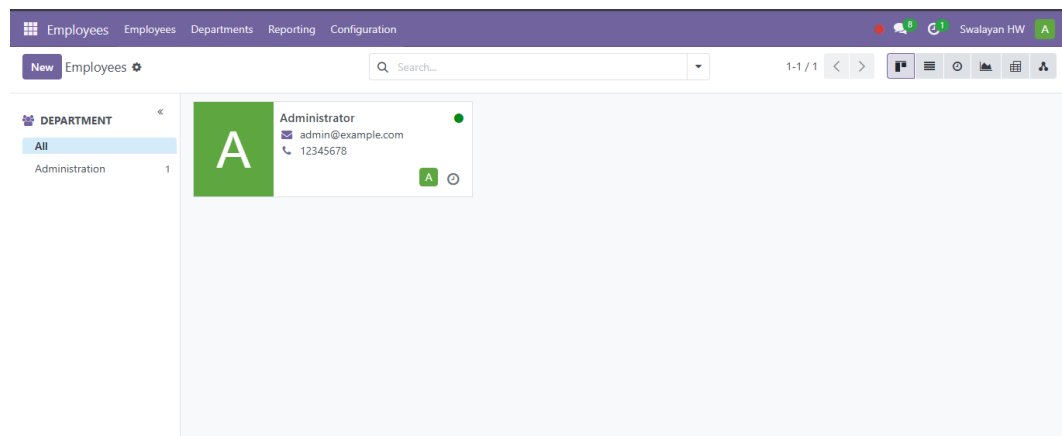 Employees Employees Departments Reporting Configuration 8 1 Swalayan HW A
New Employees Search... 1-1 / 1
DEPARTMENT
All
Administration 1
A
Administrator
admin@example.com
12345678
A